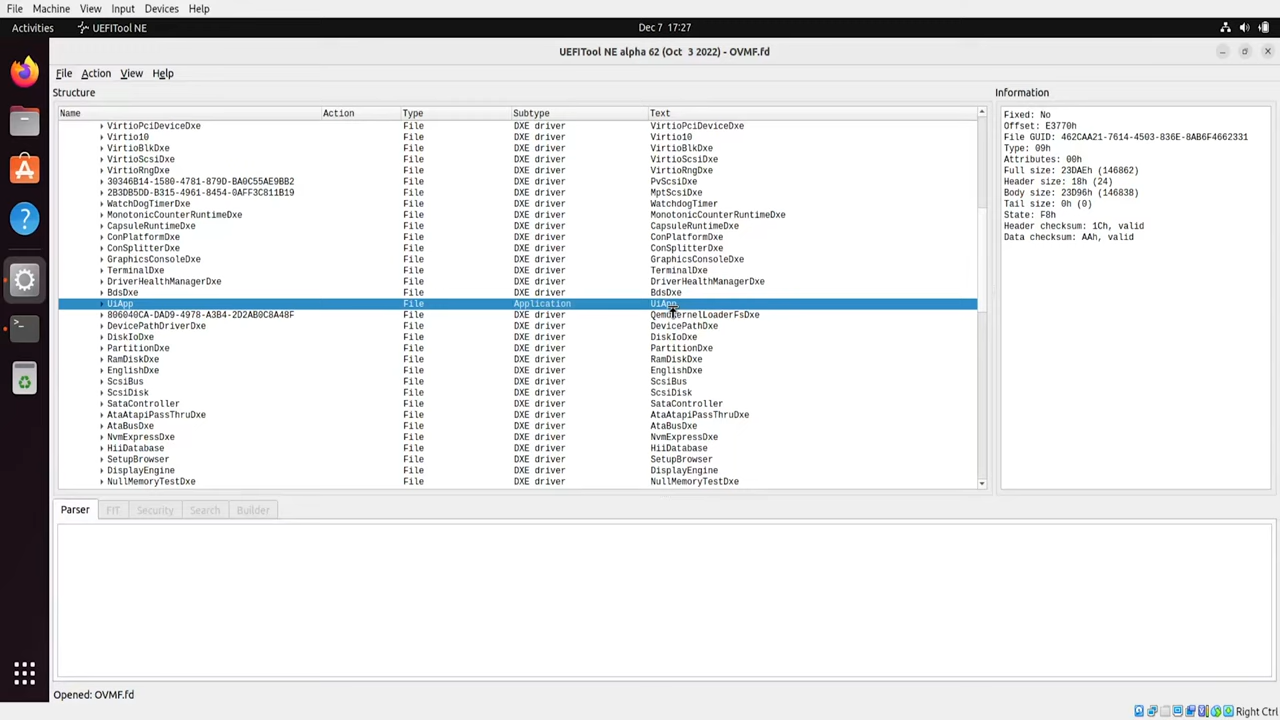 File Machine View Input Devices Help
Activities UEFITool NE Dec 7 17:27
UEFITool NE alpha 62 (Oct 3 2022) - OVMF.fd
File Action View Help
Structure
Name Action Type Subtype Text
VirtioPciDeviceDxe File DXE driver VirtioPciDeviceDxe
Virtio10 File DXE driver Virtio10
VirtioBlkDxe File DXE driver VirtioBlkDxe
VirtioScsiDxe File DXE driver VirtioScsiDxe
VirtioRngDxe File DXE driver VirtioRngDxe
30346B14-1580-4781-879D-BA0C55AE9BB2 File DXE driver PvScsiDxe
2B3DB5DD-B315-4961-8454-0AFF3C811B19 File DXE driver MptScsiDxe
WatchDogTimerDxe File DXE driver WatchdogTimer
MonotonicCounterRuntimeDxe File DXE driver MonotonicCounterRuntimeDxe
CapsuleRuntimeDxe File DXE driver CapsuleRuntimeDxe
ConPlatformDxe File DXE driver ConPlatformDxe
ConSplitterDxe File DXE driver ConSplitterDxe
GraphicsConsoleDxe File DXE driver GraphicsConsoleDxe
TerminalDxe File DXE driver TerminalDxe
DriverHealthManagerDxe File DXE driver DriverHealthManagerDxe
BdsDxe File DXE driver BdsDxe
UiApp File Application UiApp
806040CA-DAD9-4978-A3B4-2D2AB0C8A48F File DXE driver QemuKernelLoaderFsDxe
DevicePathDriverDxe File DXE driver DevicePathDxe
DiskIoDxe File DXE driver DiskIoDxe
PartitionDxe File DXE driver PartitionDxe
RamDiskDxe File DXE driver RamDiskDxe
EnglishDxe File DXE driver EnglishDxe
ScsiBus File DXE driver ScsiBus
ScsiDisk File DXE driver ScsiDisk
SataController File DXE driver SataController
AtaAtapiPassThruDxe File DXE driver AtaAtapiPassThruDxe
AtaBusDxe File DXE driver AtaBusDxe
NvmExpressDxe File DXE driver NvmExpressDxe
HiiDatabase File DXE driver HiiDatabase
SetupBrowser File DXE driver SetupBrowser
DisplayEngine File DXE driver DisplayEngine
NullMemoryTestDxe File DXE driver NullMemoryTestDxe
Information
Fixed: No
Offset: E3770h
File GUID: 462CAA21-7614-4503-836E-8AB6F4662331
Type: 09h
Attributes: 00h
Full size: 23DAEh (146862)
Header size: 18h (24)
Body size: 23D96h (146838)
Tail size: 0h (0)
State: F8h
Header checksum: 1Ch, valid
Data checksum: AAh, valid
Parser FIT Security Search Builder
Opened: OVMF.fd
Right Ctrl